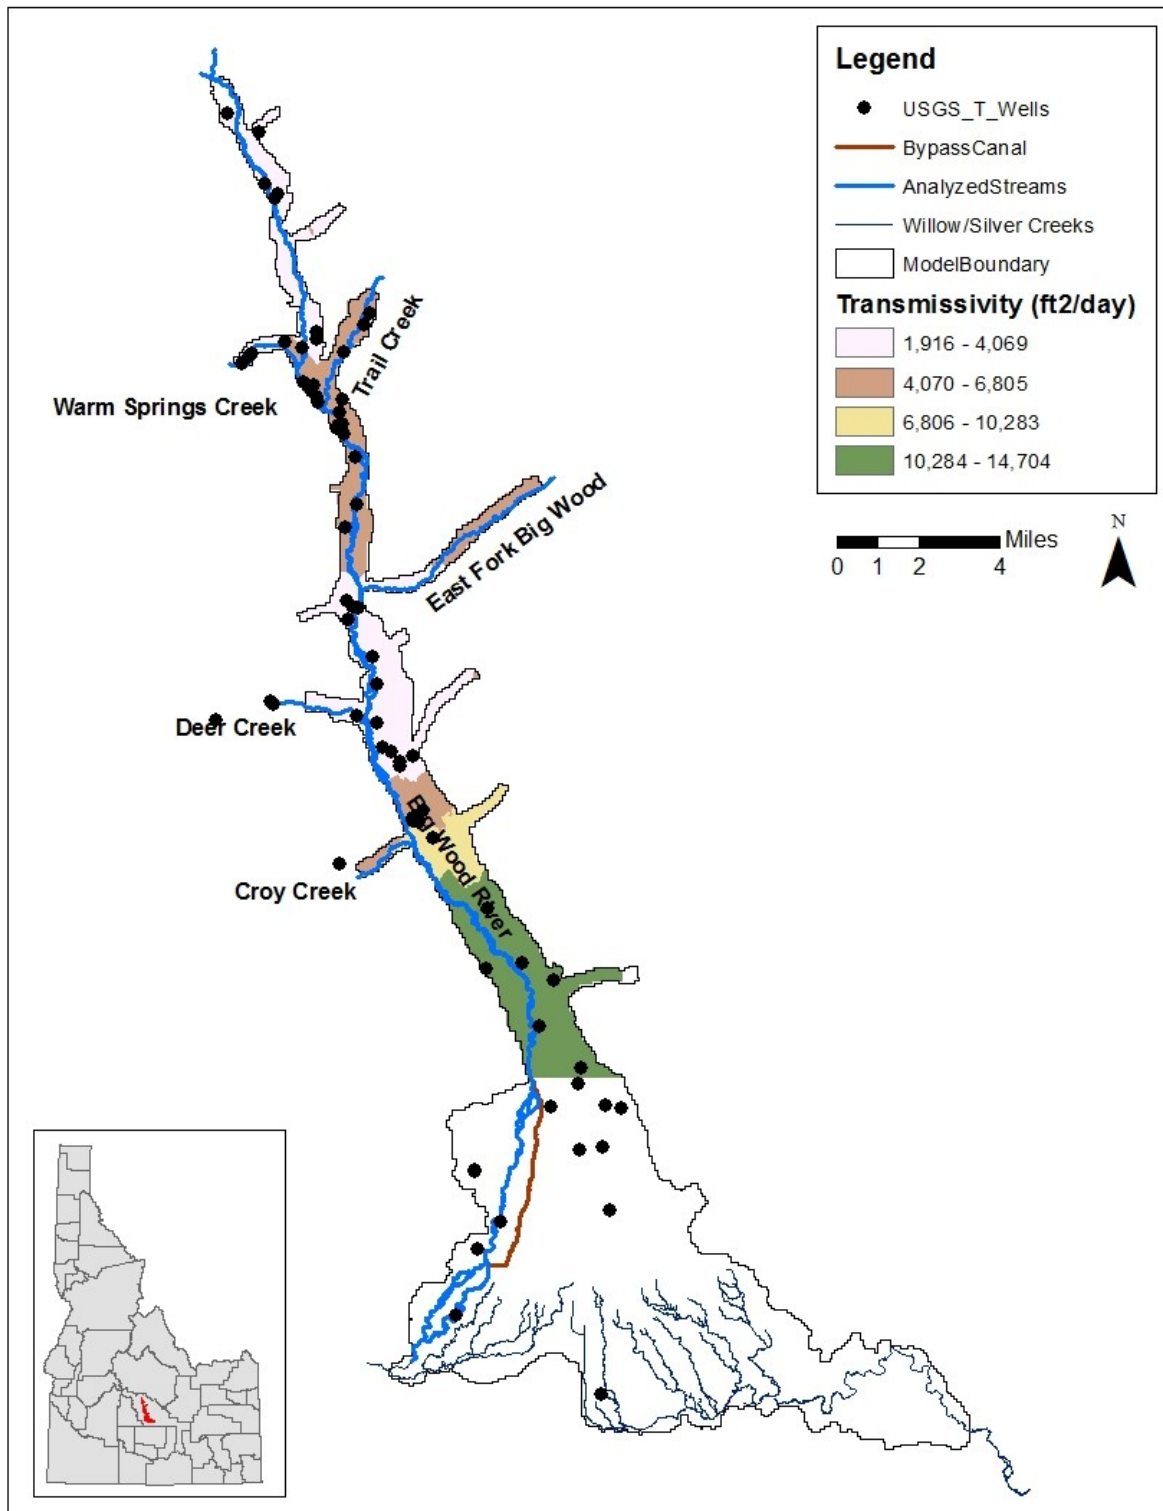 Legend
USGS_T_Wells
BypassCanal
AnalyzedStreams
Willow/Silver Creeks
ModelBoundary
Transmissivity (ft2/day)
1,916 - 4,069
4,070 - 6,805
6,806 - 10,283
10,284 - 14,704
Miles
0 1 2 4
N
Trail Creek
Warm Springs Creek
East Fork Big Wood
Deer Creek
Big Wood River
Croy Creek